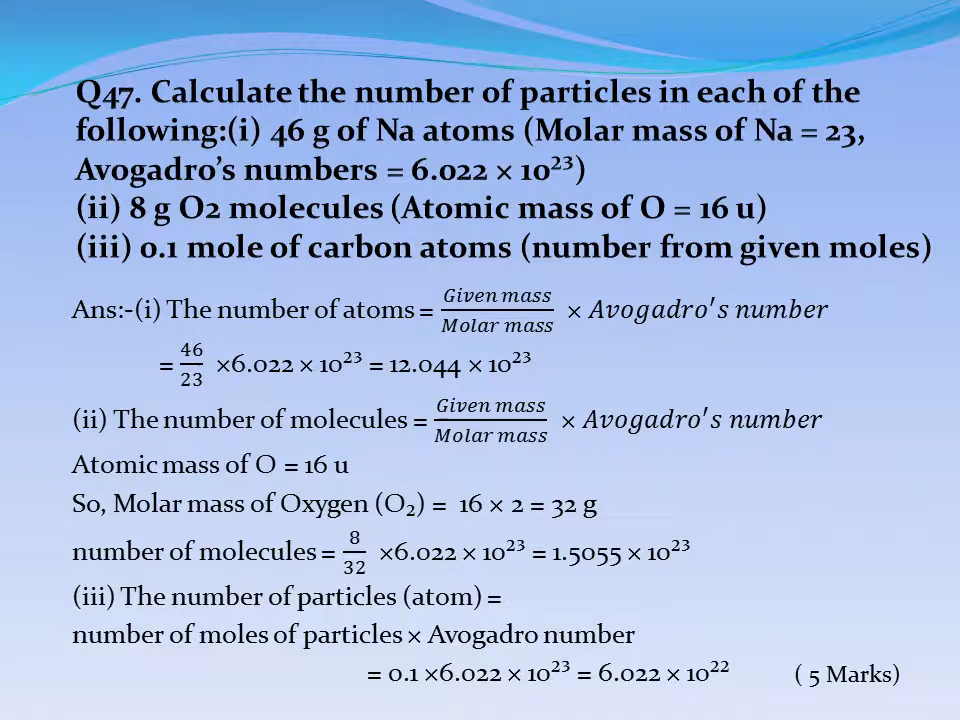 Q47. Calculate the number of particles in each of the
following:(i) 46 g of Na atoms (Molar mass of Na = 23,
Avogadro’s numbers = 6.022 × 10²³)
(ii) 8 g O2 molecules (Atomic mass of O = 16 u)
(iii) 0.1 mole of carbon atoms (number from given moles)
Ans:-(i) The number of atoms = Given mass / Molar mass × Avogadro′s number
= 46/23 ×6.022 × 10²³ = 12.044 × 10²³
(ii) The number of molecules = Given mass / Molar mass × Avogadro′s number
Atomic mass of O = 16 u
So, Molar mass of Oxygen (O₂) = 16 × 2 = 32 g
number of molecules = 8/32 ×6.022 × 10²³ = 1.5055 × 10²³
(iii) The number of particles (atom) =
number of moles of particles × Avogadro number
= 0.1 ×6.022 × 10²³ = 6.022 × 10²² ( 5 Marks)